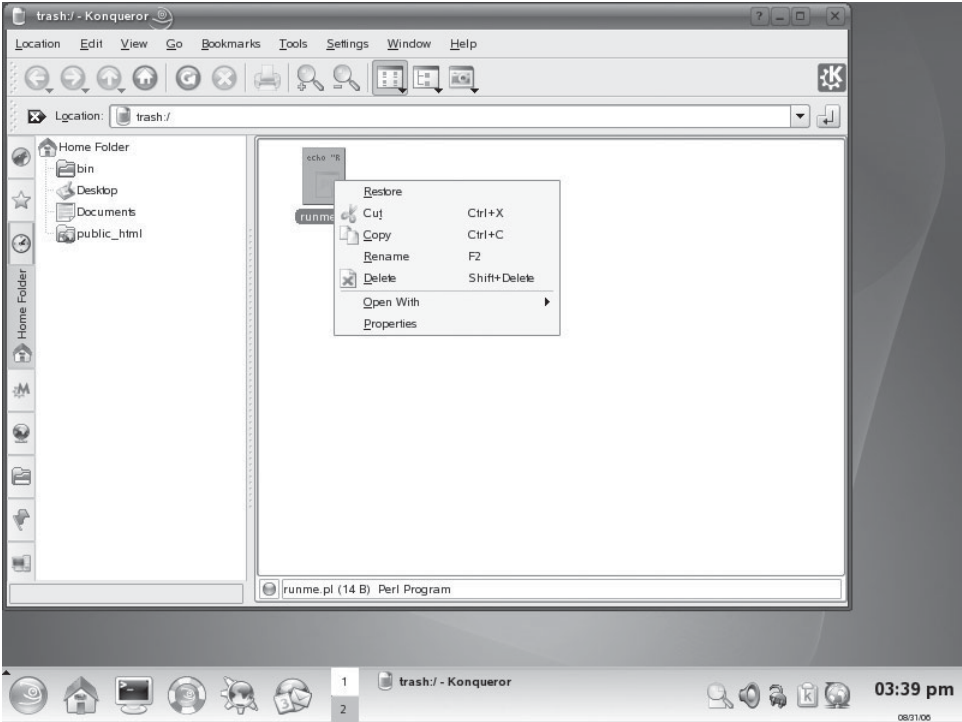 trash:/ - Konqueror
Location Edit View Go Bookmarks Tools Settings Window Help
Location: trash:/
Home Folder
bin
Desktop
Documents
public_html
Home Folder
echo "R
runme
Restore
Cut Ctrl+X
Copy Ctrl+C
Rename F2
Delete Shift+Delete
Open With
Properties
runme.pl (14 B) Perl Program
1
2
trash:/ - Konqueror
03:39 pm
08/31/06